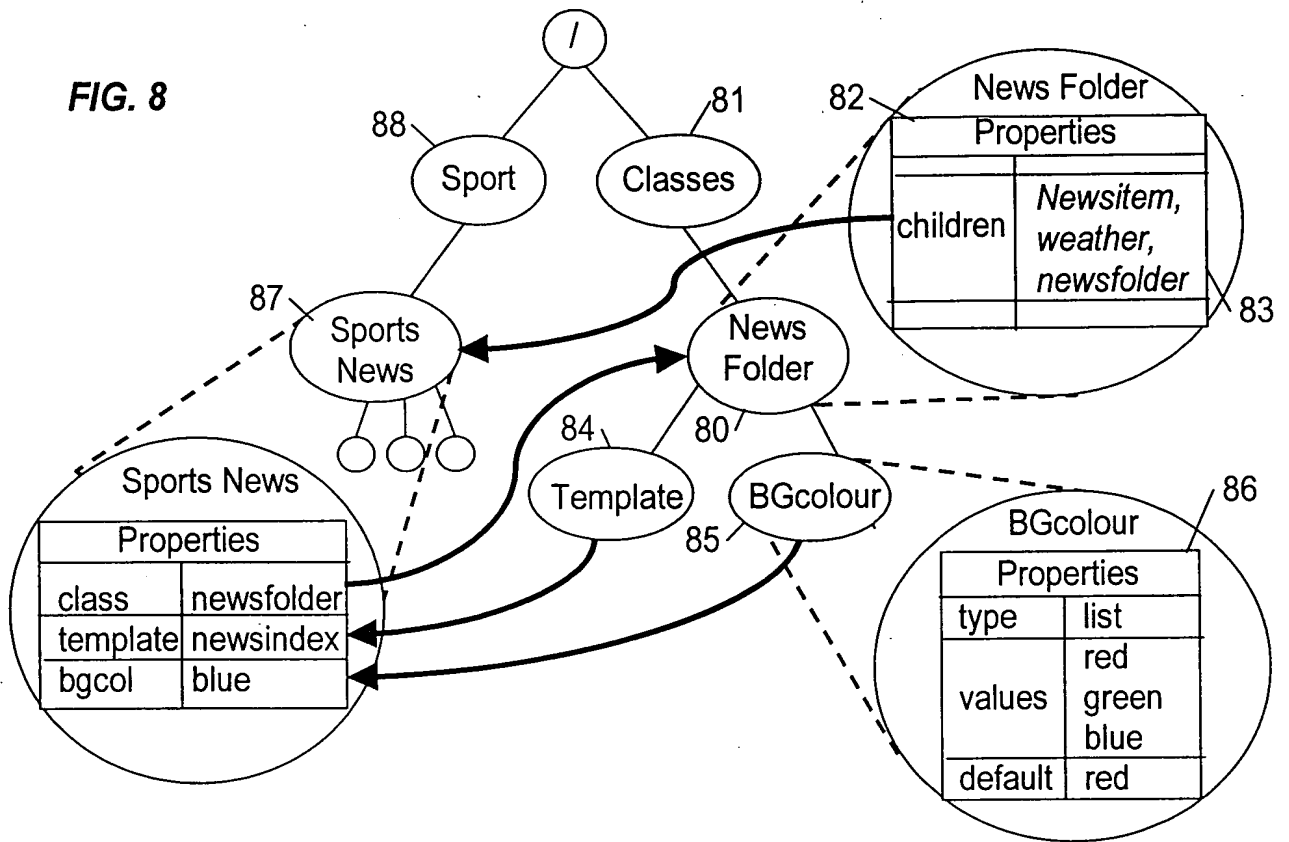 FIG. 8
/
88
Sport
81
Classes
82
News Folder
Properties
children
Newsitem,
weather,
newsfolder
83
87
Sports
News
News
Folder
80
84
Template
85
BGcolour
Sports News
Properties
class newsfolder
template newsindex
bgcol blue
86
BGcolour
Properties
type list
values
red
green
blue
default red